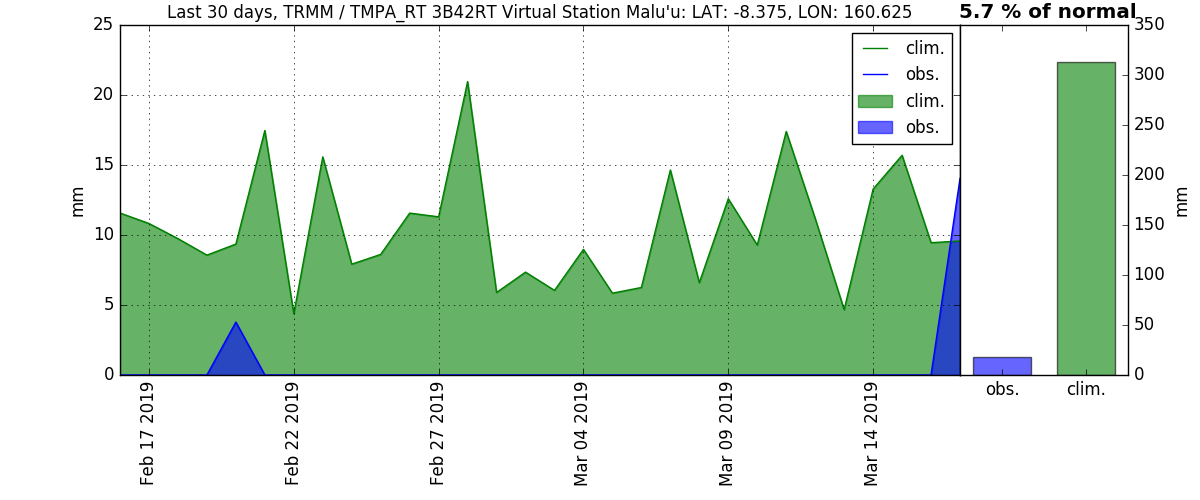 Last 30 days, TRMM / TMPA_RT 3B42RT Virtual Station Malu'u: LAT: -8.375, LON: 160.625
5.7 % of normal
25
20
15
10
5
0
mm
clim.
obs.
clim.
obs.
350
300
250
200
150
100
50
0
mm
Feb 17 2019
Feb 22 2019
Feb 27 2019
Mar 04 2019
Mar 09 2019
Mar 14 2019
obs.
clim.